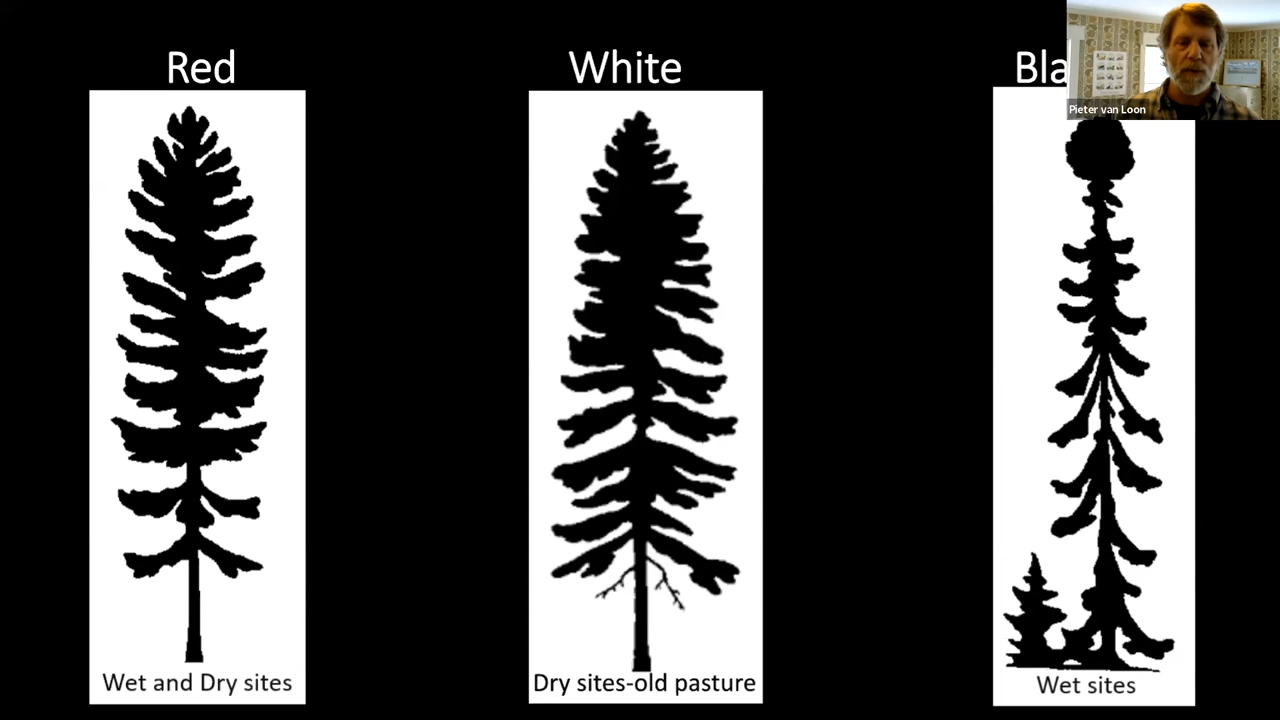 Red
White
Bla
Pieter van Loon
Wet and Dry sites
Dry sites-old pasture
Wet sites